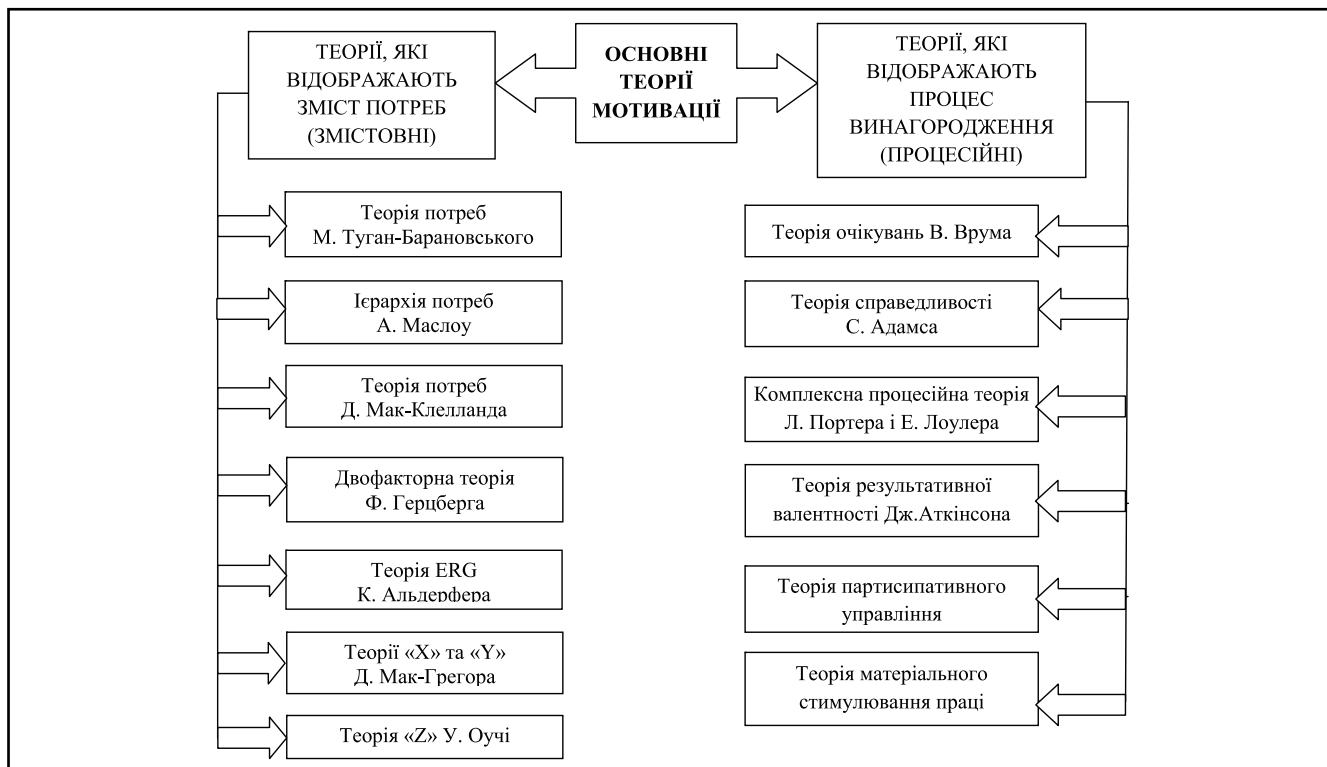 ТЕОРІЇ, ЯКІ
ВІДОБРАЖАЮТЬ
ЗМІСТ ПОТРЕБ
(ЗМІСТОВНІ)
ОСНОВНІ
ТЕОРІЇ
МОТИВАЦІЇ
ТЕОРІЇ, ЯКІ
ВІДОБРАЖАЮТЬ
ПРОЦЕС
ВИНАГОРОДЖЕННЯ
(ПРОЦЕСІЙНІ)
Теорія потреб
М. Туган-Барановського
Ієрархія потреб
А. Маслоу
Теорія потреб
Д. Мак-Клелланда
Двофакторна теорія
Ф. Герцберга
Теорія ERG
К. Альдерфера
Теорії «X» та «Y»
Д. Мак-Грегора
Теорія «Z» У. Оучі
Теорія очікувань В. Врума
Теорія справедливості
С. Адамса
Комплексна процесійна теорія
Л. Портера і Е. Лоулера
Теорія результативної
валентності Дж.Аткінсона
Теорія партисипативного
управління
Теорія матеріального
стимулювання праці